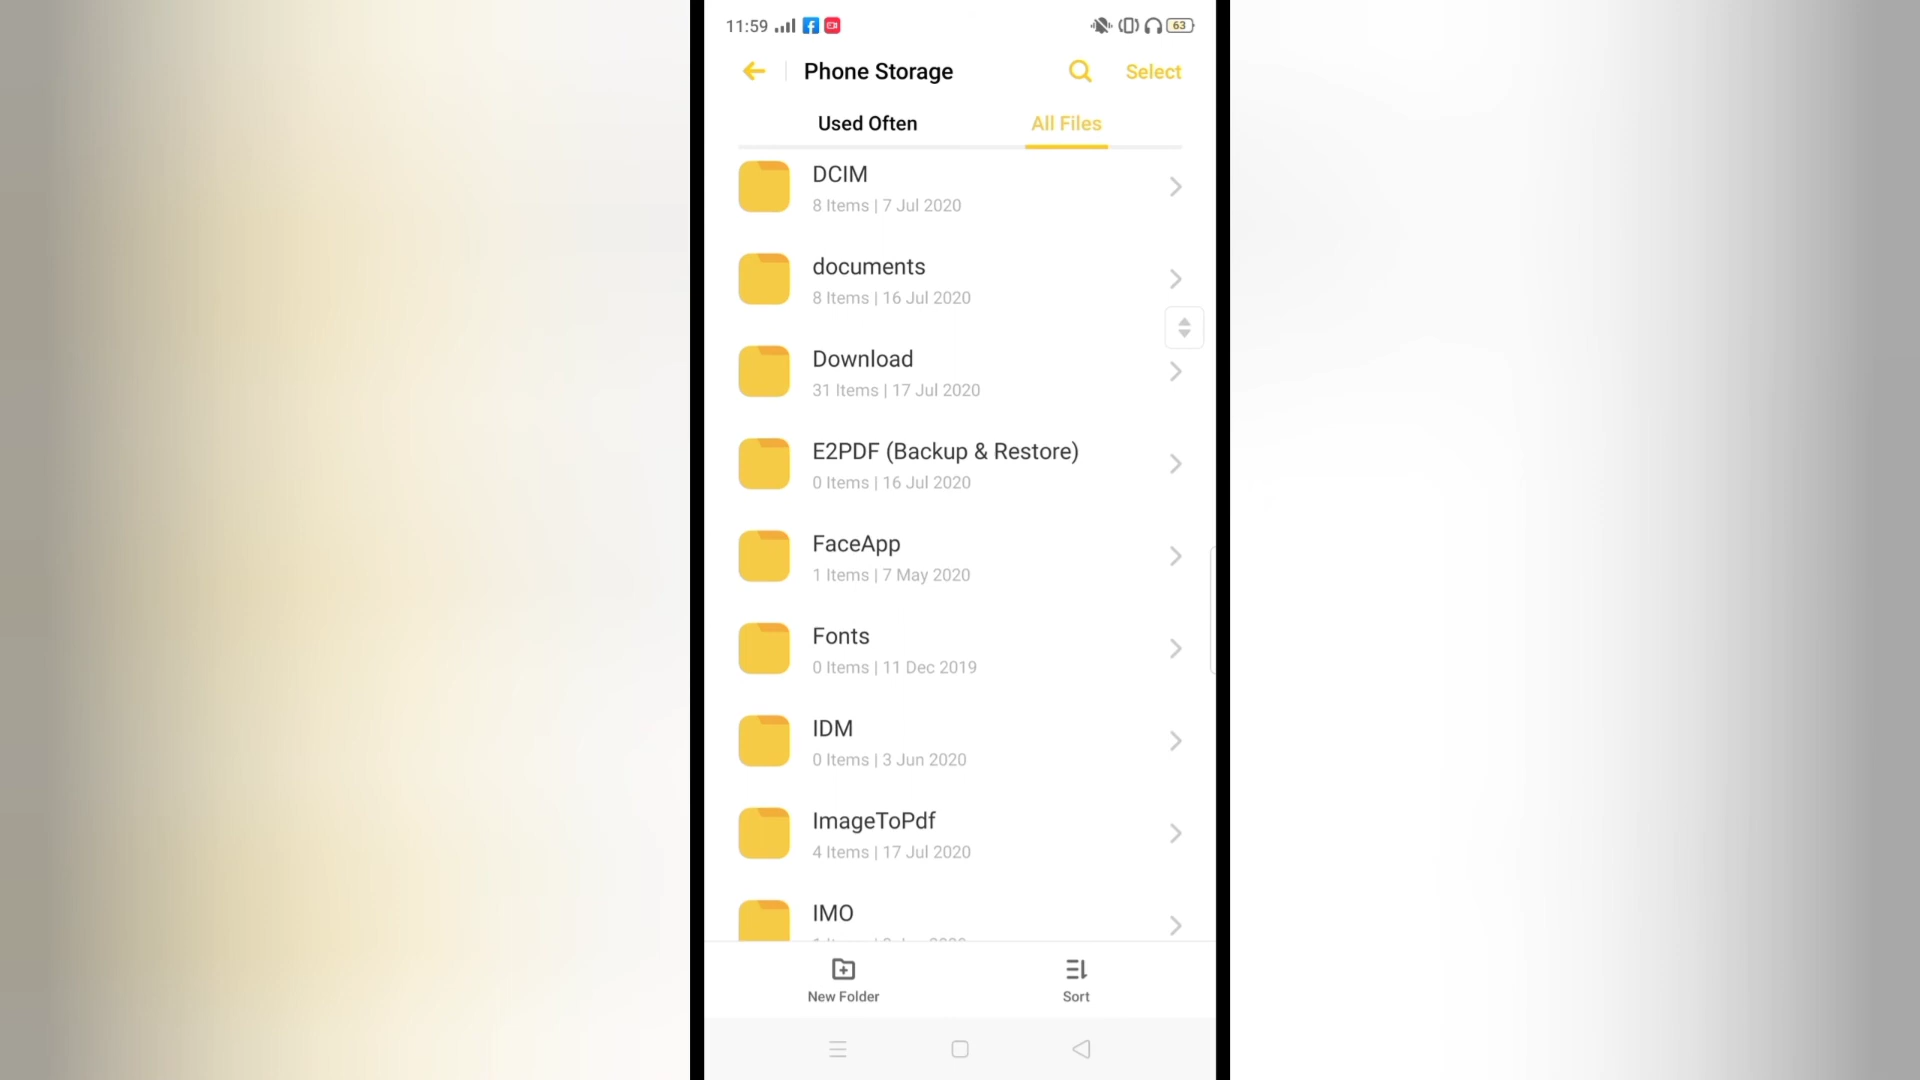 11:59
63
Phone Storage
Select
Used Often
All Files
DCIM
8 Items | 7 Jul 2020
documents
8 Items | 16 Jul 2020
Download
31 Items | 17 Jul 2020
E2PDF (Backup & Restore)
0 Items | 16 Jul 2020
FaceApp
1 Items | 7 May 2020
Fonts
0 Items | 11 Dec 2019
IDM
0 Items | 3 Jun 2020
ImageToPdf
4 Items | 17 Jul 2020
IMO
New Folder
Sort